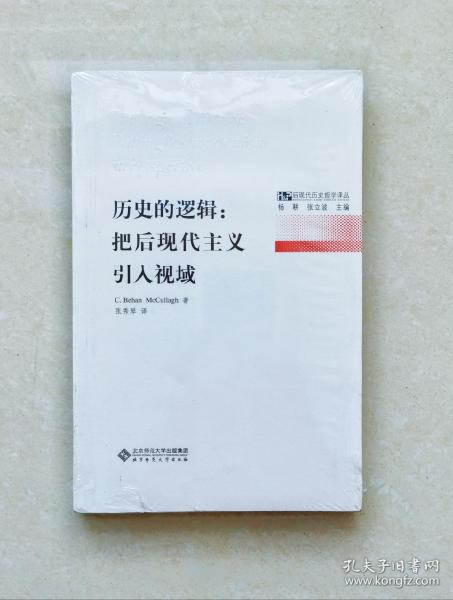 H&P 后现代历史哲学译丛
杨 耕 张立波 主编
历史的逻辑：
把后现代主义
引入视域
C. Behan McCullagh 著
张秀琴 译
北京师范大学出版集团
北京师范大学出版社
孔夫子旧书网
www.kongfz.com